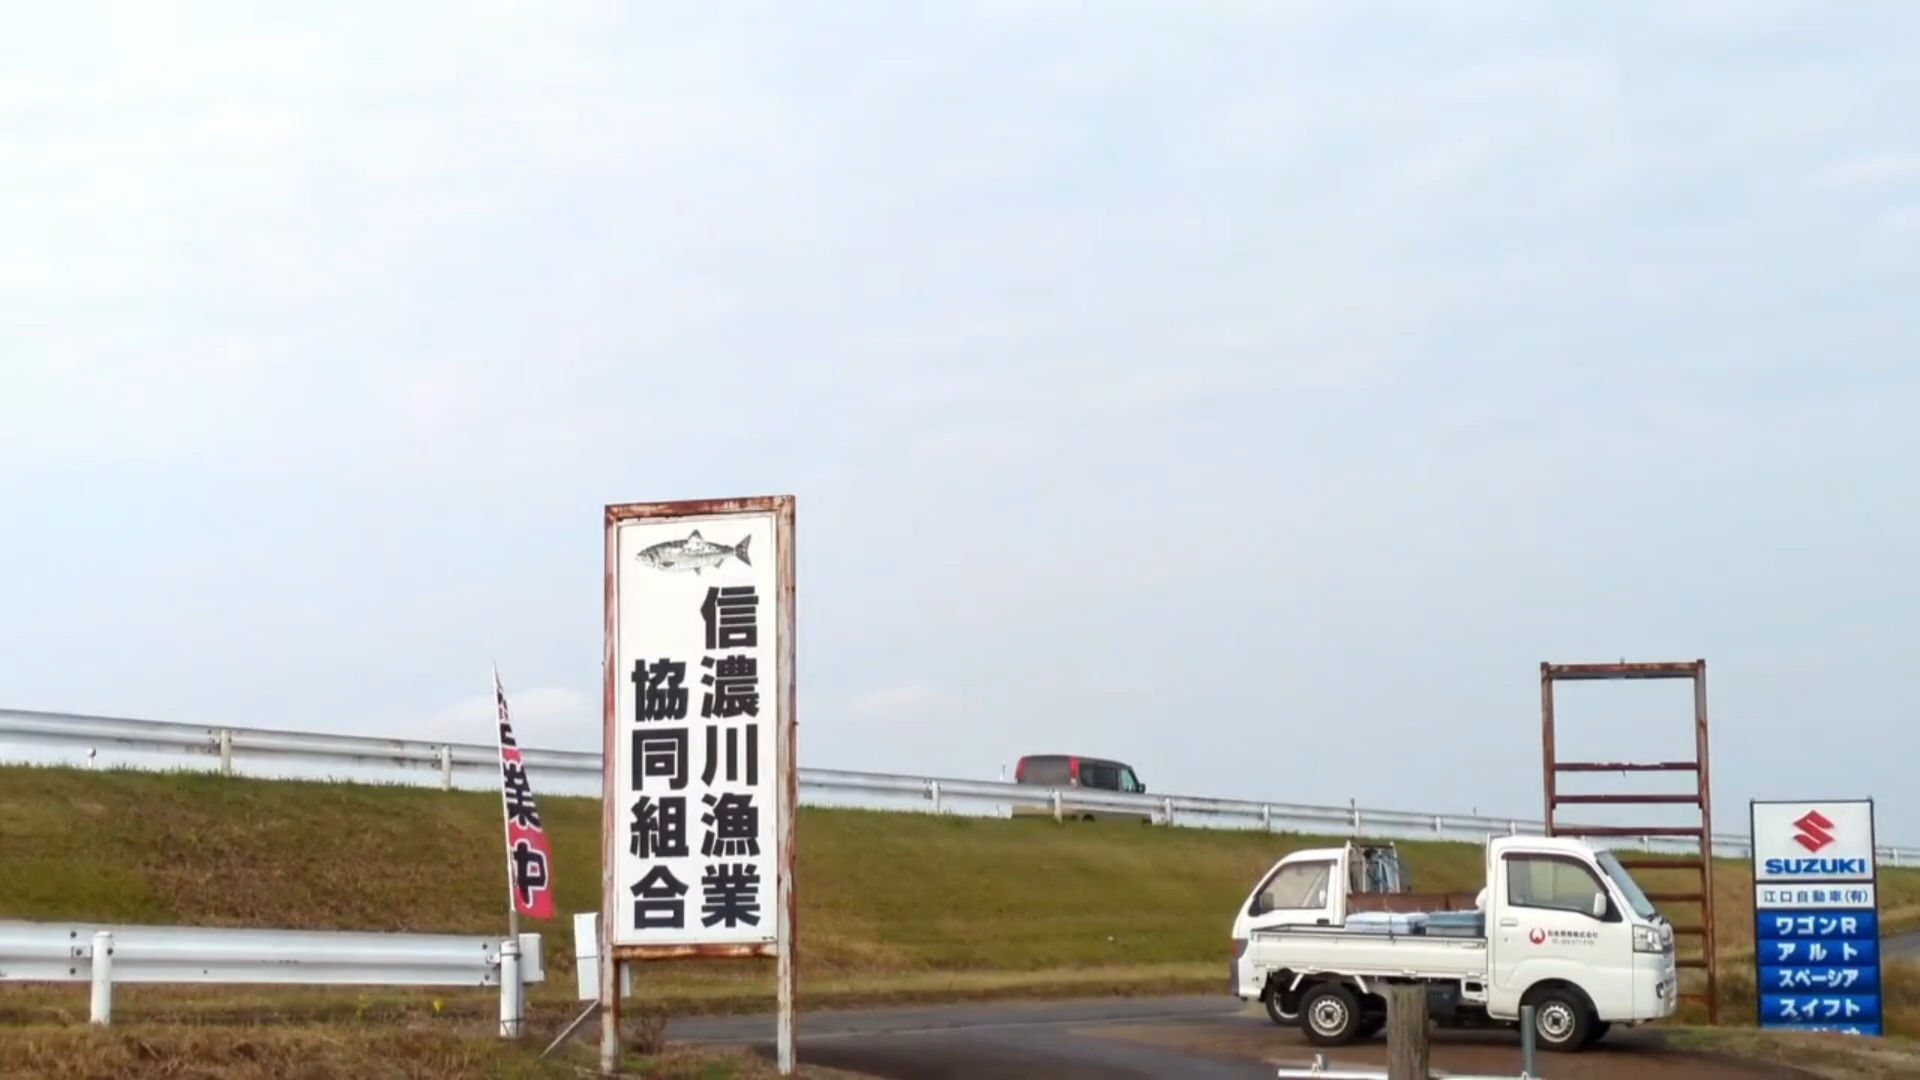 信濃川漁業
協同組合
営業中
SUZUKI
江口自動車(有)
ワゴンR
アルト
スペーシア
スイフト